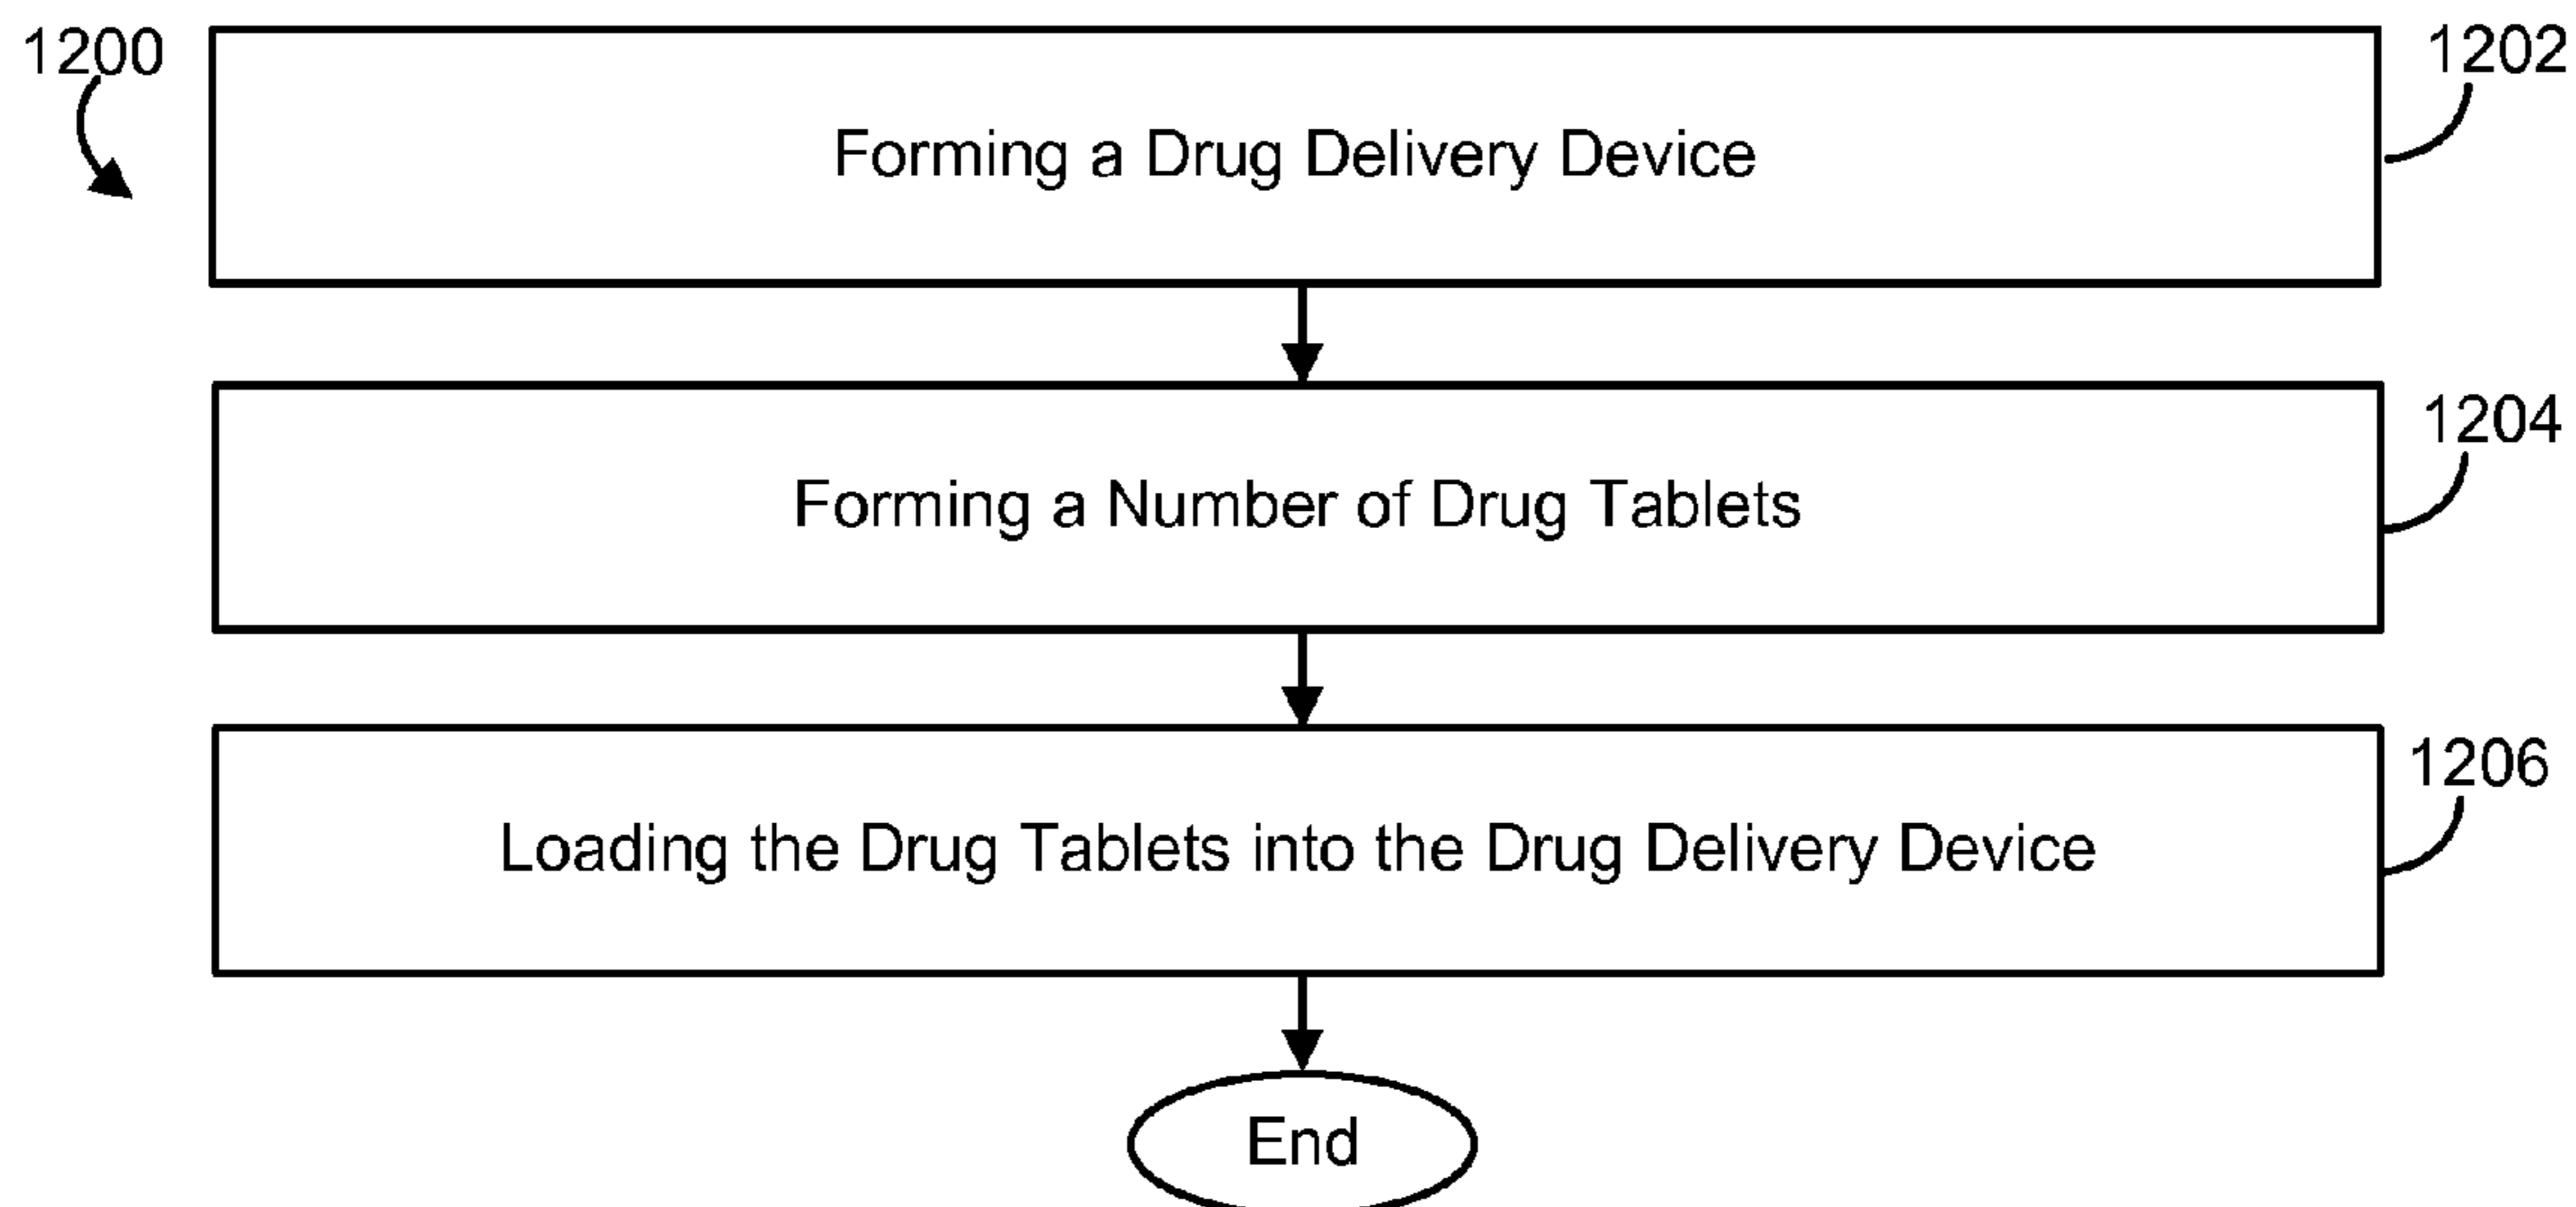 1200
1202
Forming a Drug Delivery Device
1204
Forming a Number of Drug Tablets
1206
Loading the Drug Tablets into the Drug Delivery Device
End